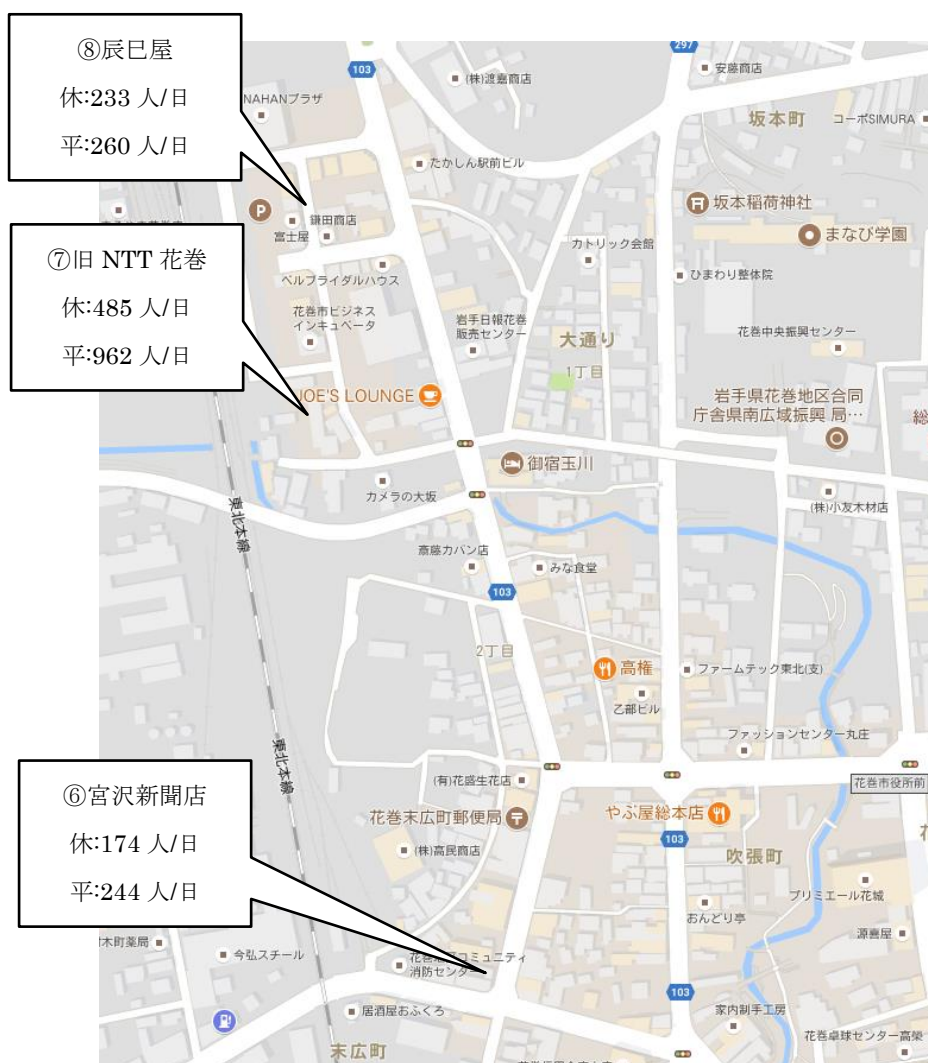 ⑧辰巳屋
休:233 人/日
平:260 人/日
⑦旧 NTT 花巻
休:485 人/日
平:962 人/日
⑥宮沢新聞店
休:174 人/日
平:244 人/日
297
103
安藤商店
(株)渡嘉商店
NAHANプラザ
坂本町
コーポSIMURA
たかしん駅前ビル
坂本稲荷神社
P
鎌田商店
富士屋
まなび学園
カトリック会館
ベルブライダルハウス
ひまわり整体院
花巻市ビジネス
インキュベータ
岩手日報花巻
販売センター
大通り
1丁目
花巻中央振興センター
JOE'S LOUNGE
岩手県花巻地区合同
庁舎県南広域振興 局…
総
御宿玉川
カメラの大坂
(株)小友木材店
東北本線
斎藤カバン店
みな食堂
103
2丁目
高権
ファームテック東北(支)
乙部ビル
ファッションセンター丸庄
東北本線
(有)花盛生花店
花巻市役所前
花巻末広町郵便局
やぶ屋総本店
103
吹張町
(株)高民商店
プリミエール花城
おんどり亭
源喜屋
木町薬局
今弘スチール
コミュニティ
消防センター
103
居酒屋おふくろ
家内制手工房
末広町
花巻卓球センター高榮